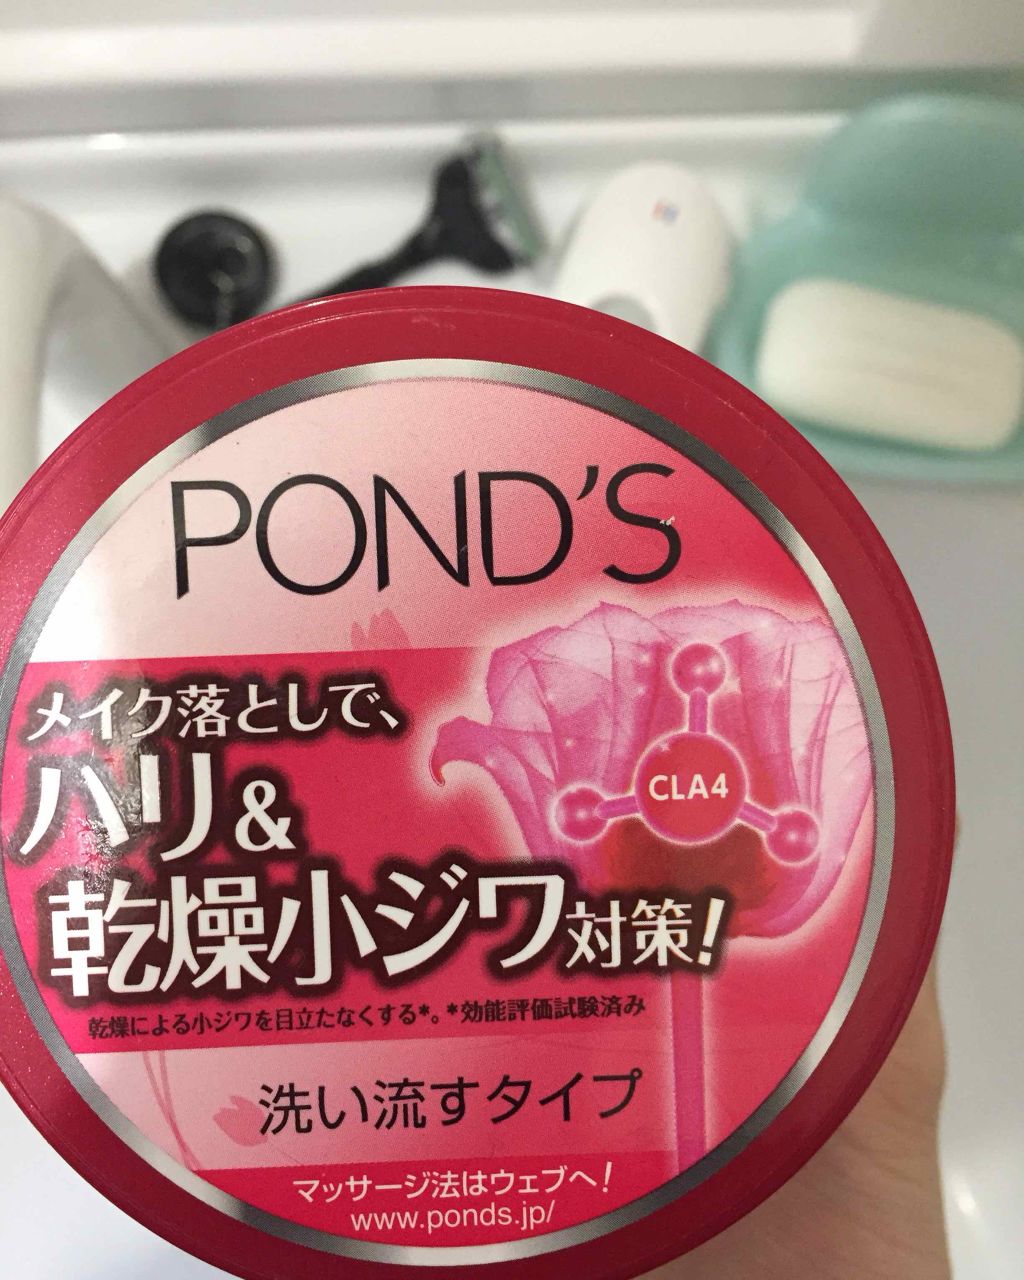 POND'S
メイク落としで、
ハリ&
乾燥小ジワ対策!
CLA4
乾燥による小ジワを目立たなくする*。*効能評価試験済み
洗い流すタイプ
マッサージ法はウェブへ!
www.ponds.jp/